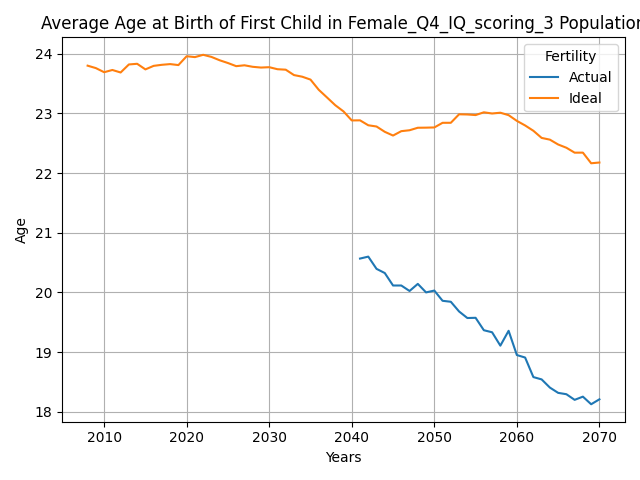 Average Age at Birth of First Child in Female_Q4_IQ_scoring_3 Population
Fertility
Actual
Ideal
Age
24
23
22
21
20
19
18
2010 2020 2030 2040 2050 2060 2070
Years